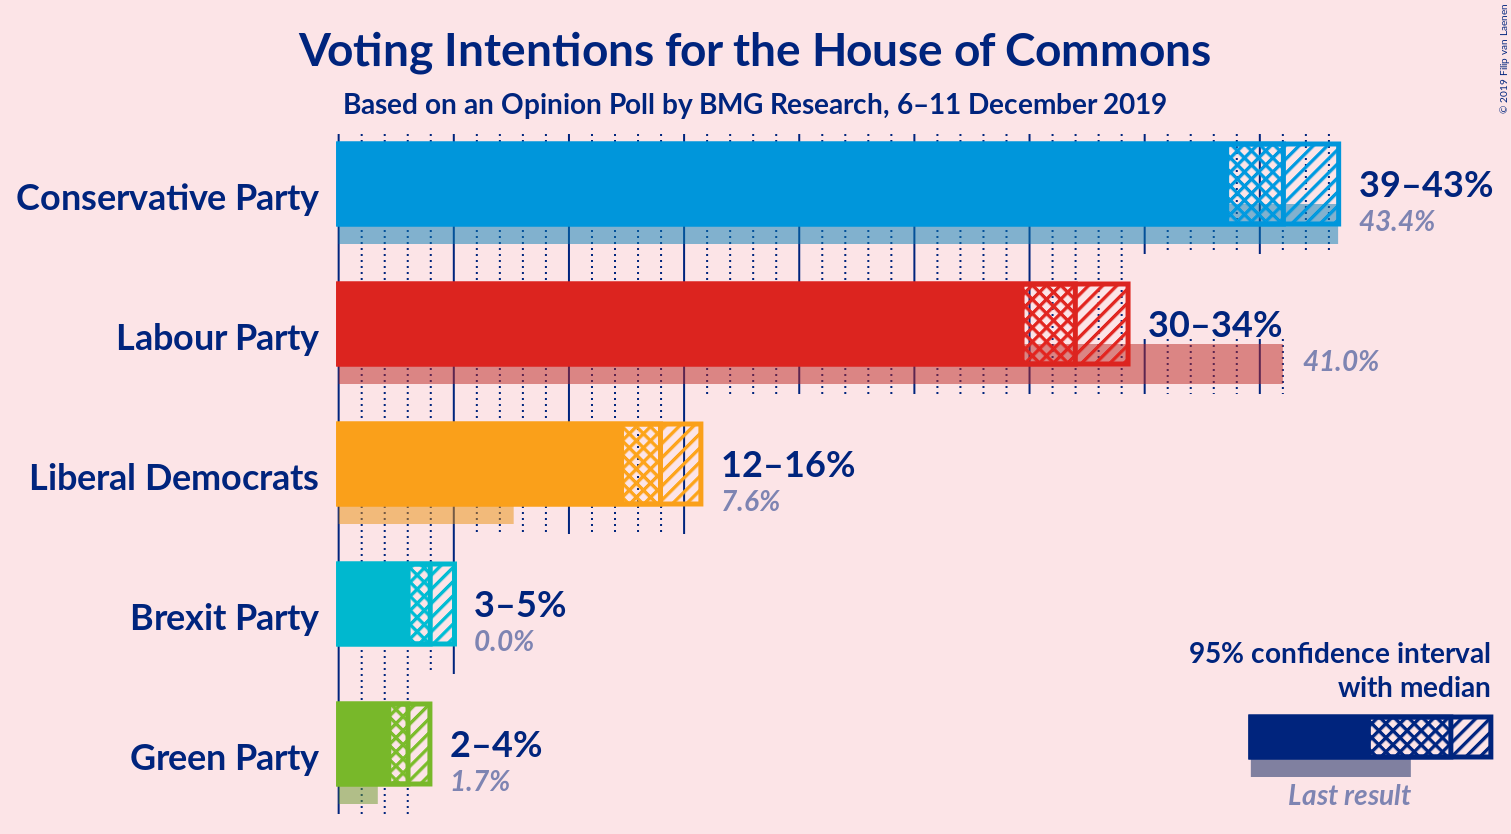 Voting Intentions for the House of Commons
Based on an Opinion Poll by BMG Research, 6–11 December 2019
© 2019 Filip van Laenen
Conservative Party
39–43%
43.4%
Labour Party
30–34%
41.0%
Liberal Democrats
12–16%
7.6%
Brexit Party
3–5%
0.0%
Green Party
2–4%
1.7%
95% confidence interval
with median
Last result